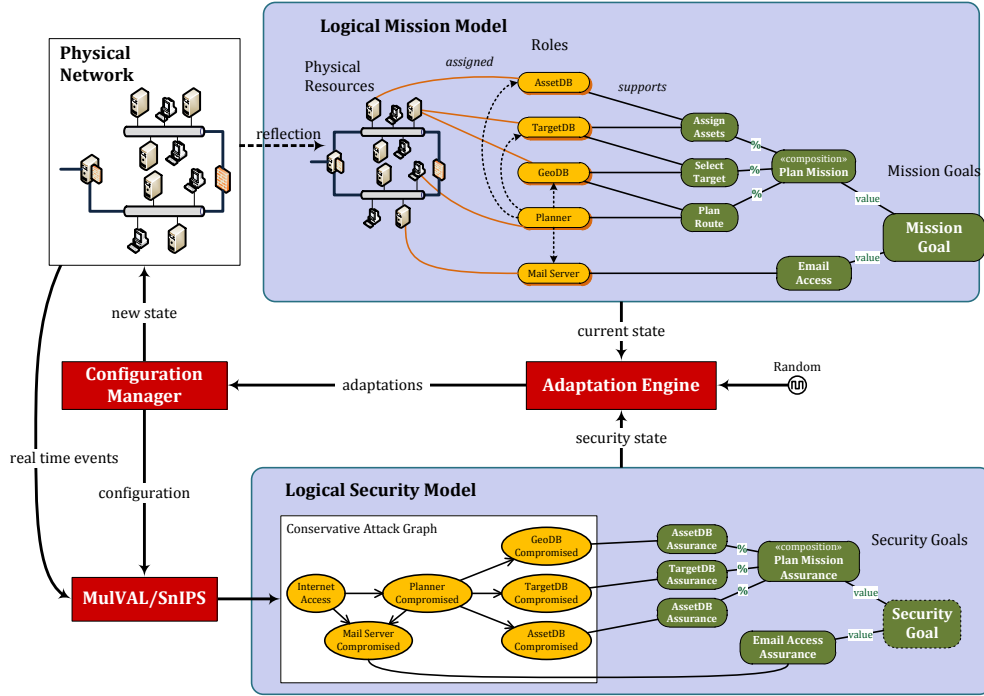 Logical Mission Model
Physical
Network
Roles
assigned
Physical
Resources
AssetDB
supports
reflection
TargetDB
Assign
Assets
%
GeoDB
Select
Target
%
«composition»
Plan Mission
Mission Goals
%
Planner
Plan
Route
value
Mission
Goal
Mail Server
Email
Access
value
new state
current state
Configuration
Manager
adaptations
Adaptation Engine
Random
security state
real time events
configuration
Logical Security Model
Conservative Attack Graph
GeoDB
Compromised
AssetDB
Assurance
%
Security Goals
«composition»
Plan Mission
Assurance
Internet
Access
Planner
Compromised
TargetDB
Compromised
TargetDB
Assurance
%
MulVAL/SnIPS
AssetDB
Assurance
%
value
Security
Goal
Mail Server
Compromised
AssetDB
Compromised
Email Access
Assurance
value